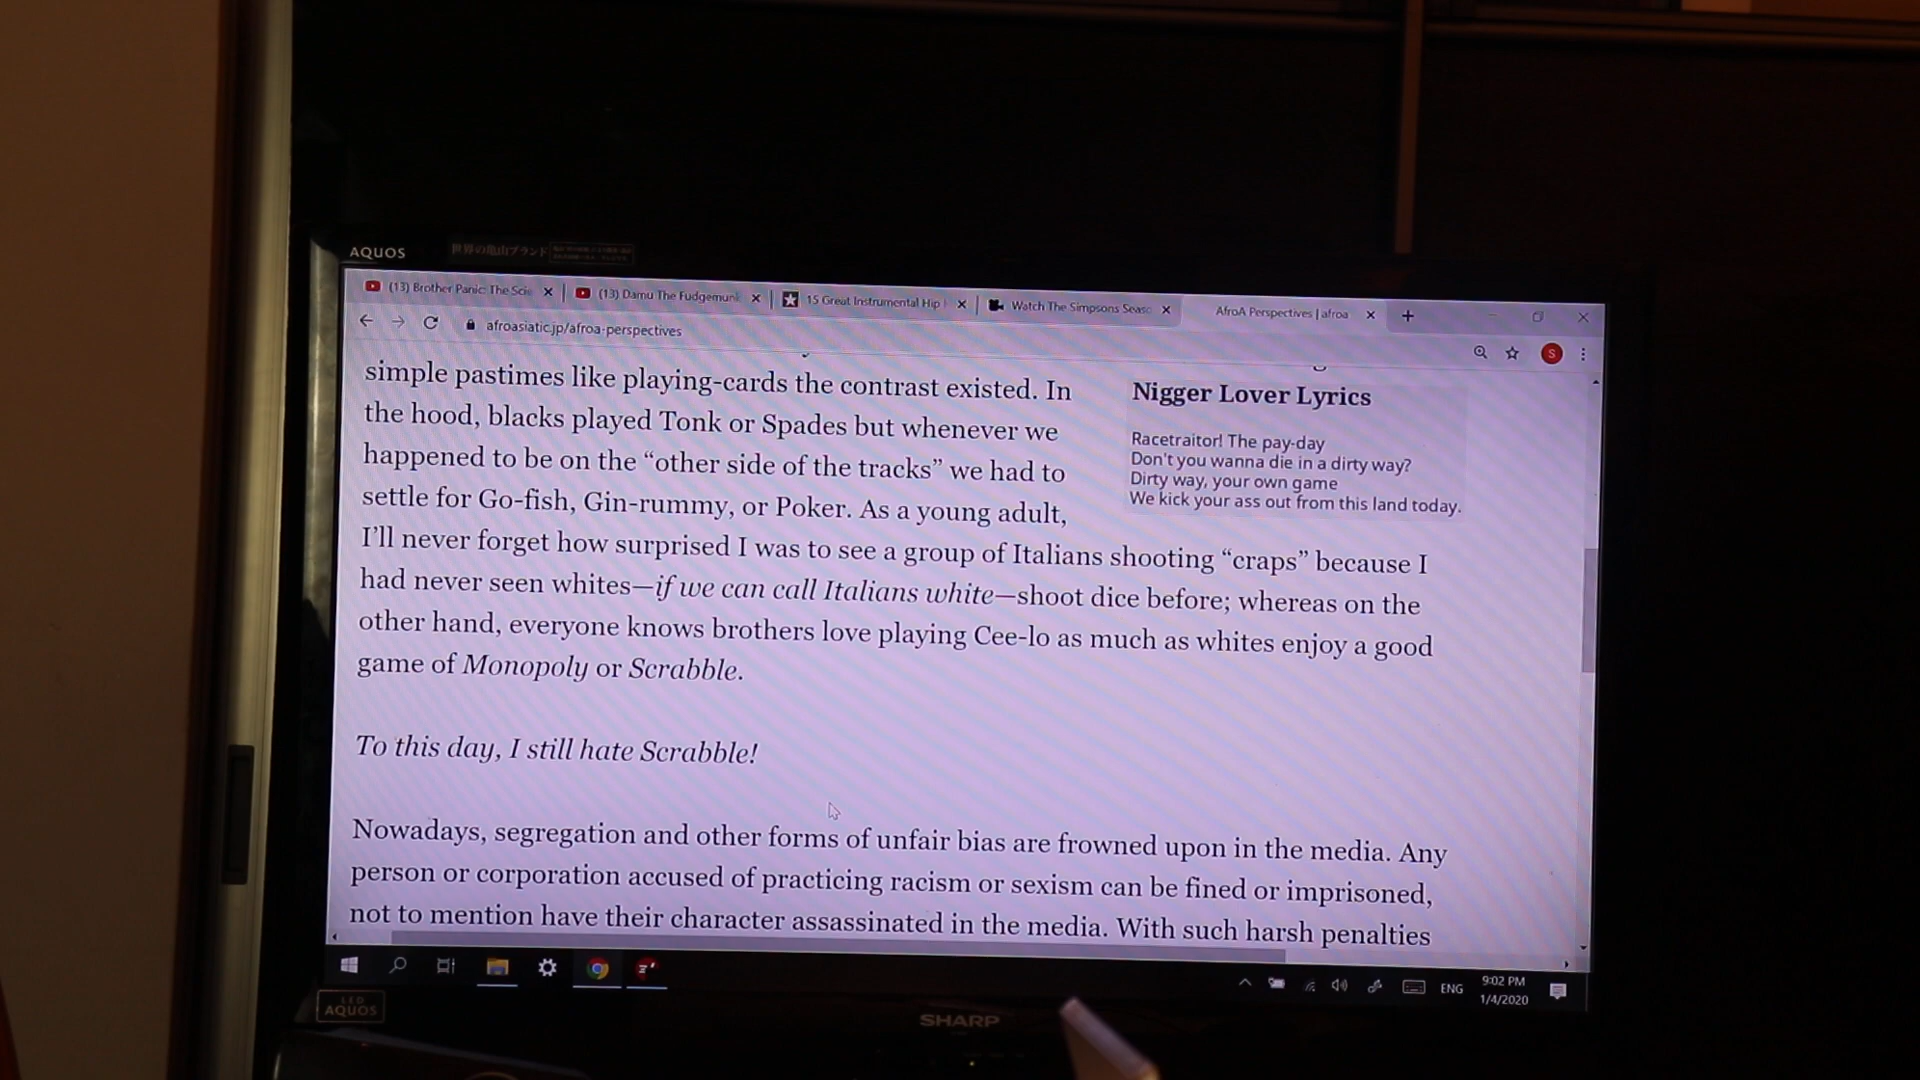 AQUOS
世界の亀山ブランド
(13) Brother Panic: The Scie
(13) Damu The Fudgemunk
15 Great Instrumental Hip
Watch The Simpsons Seaso
AfroA Perspectives | afroa
afroasiatic.jp/afroa-perspectives
S
simple pastimes like playing-cards the contrast existed. In
the hood, blacks played Tonk or Spades but whenever we
happened to be on the “other side of the tracks” we had to
settle for Go-fish, Gin-rummy, or Poker. As a young adult,
I’ll never forget how surprised I was to see a group of Italians shooting “craps” because I
had never seen whites—if we can call Italians white—shoot dice before; whereas on the
other hand, everyone knows brothers love playing Cee-lo as much as whites enjoy a good
game of Monopoly or Scrabble.
Nigger Lover Lyrics
Racetraitor! The pay-day
Don't you wanna die in a dirty way?
Dirty way, your own game
We kick your ass out from this land today.
To this day, I still hate Scrabble!
Nowadays, segregation and other forms of unfair bias are frowned upon in the media. Any
person or corporation accused of practicing racism or sexism can be fined or imprisoned,
not to mention have their character assassinated in the media. With such harsh penalties
ENG
9:02 PM
1/4/2020
LED
AQUOS
SHARP